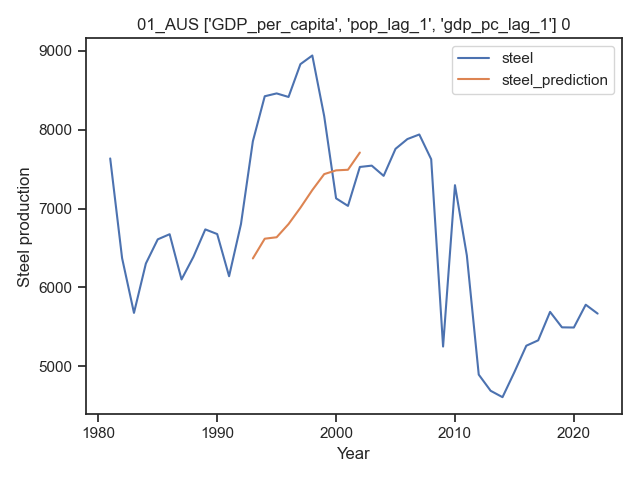 01_AUS ['GDP_per_capita', 'pop_lag_1', 'gdp_pc_lag_1'] 0
steel
steel_prediction
9000
8000
7000
6000
5000
Steel production
1980
1990
2000
2010
2020
Year